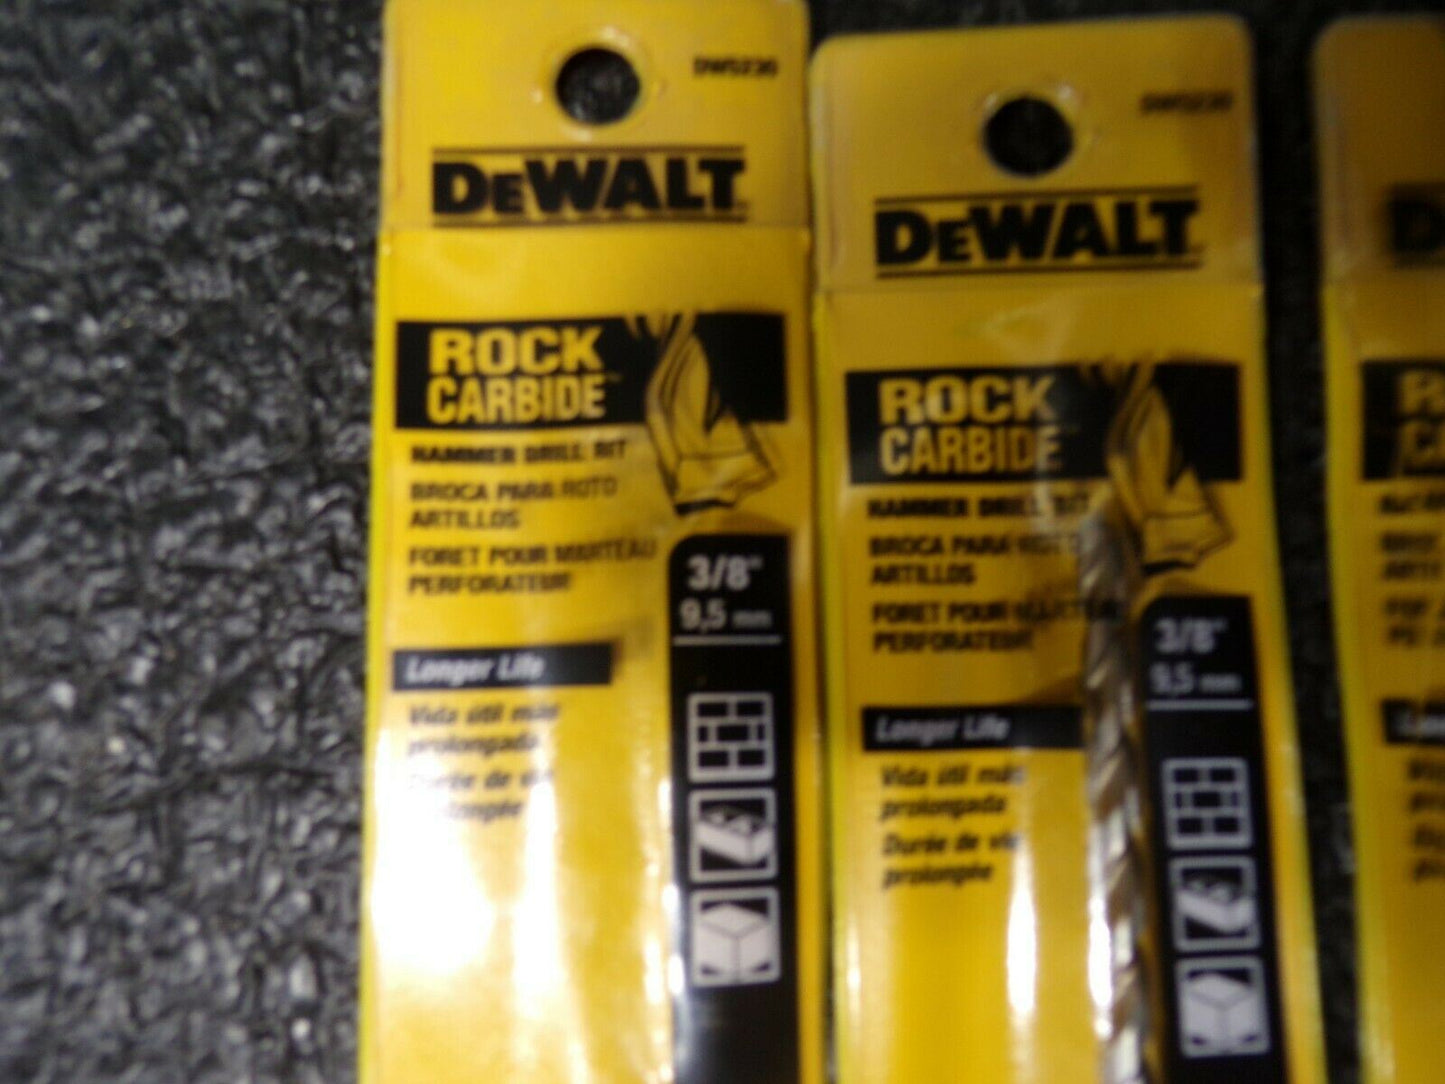 DW5230
DEWALT
ROCK
CARBIDE™
HAMMER DRILL BIT
BROCA PARA ROTO
ARTILLOS
FORET POUR MARTEAU
PERFORATEUR
3/8"
9,5 mm
Longer Life
Vida útil más
prolongada
Durée de vie
prolongée
DW5230
DEWALT
ROCK
CARBIDE
HAMMER DRILL BIT
BROCA PARA ROTO
ARTILLOS
FORET POUR MARTEAU
PERFORATEUR
3/8"
9,5 mm
Longer Life
Vida útil más
prolongada
Durée de vie
prolongée